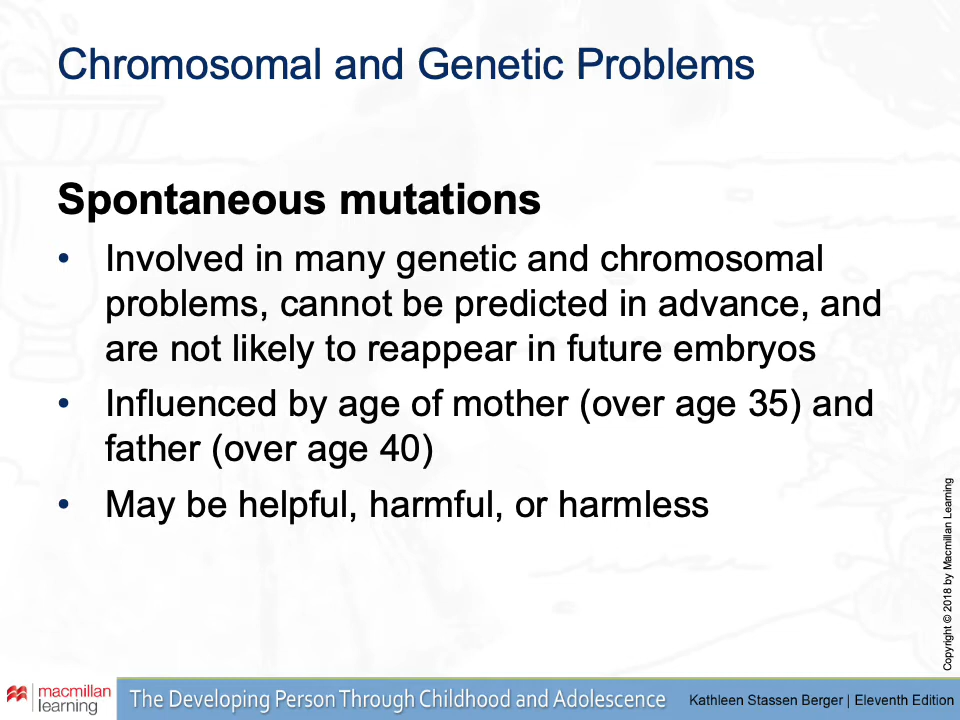 Chromosomal and Genetic Problems
Spontaneous mutations
• Involved in many genetic and chromosomal
problems, cannot be predicted in advance, and
are not likely to reappear in future embryos
• Influenced by age of mother (over age 35) and
father (over age 40)
• May be helpful, harmful, or harmless
Copyright © 2018 by Macmillan Learning
macmillan
learning
The Developing Person Through Childhood and Adolescence
Kathleen Stassen Berger | Eleventh Edition